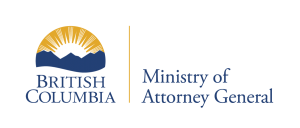 BRITISH
COLUMBIA
Ministry of
Attorney General